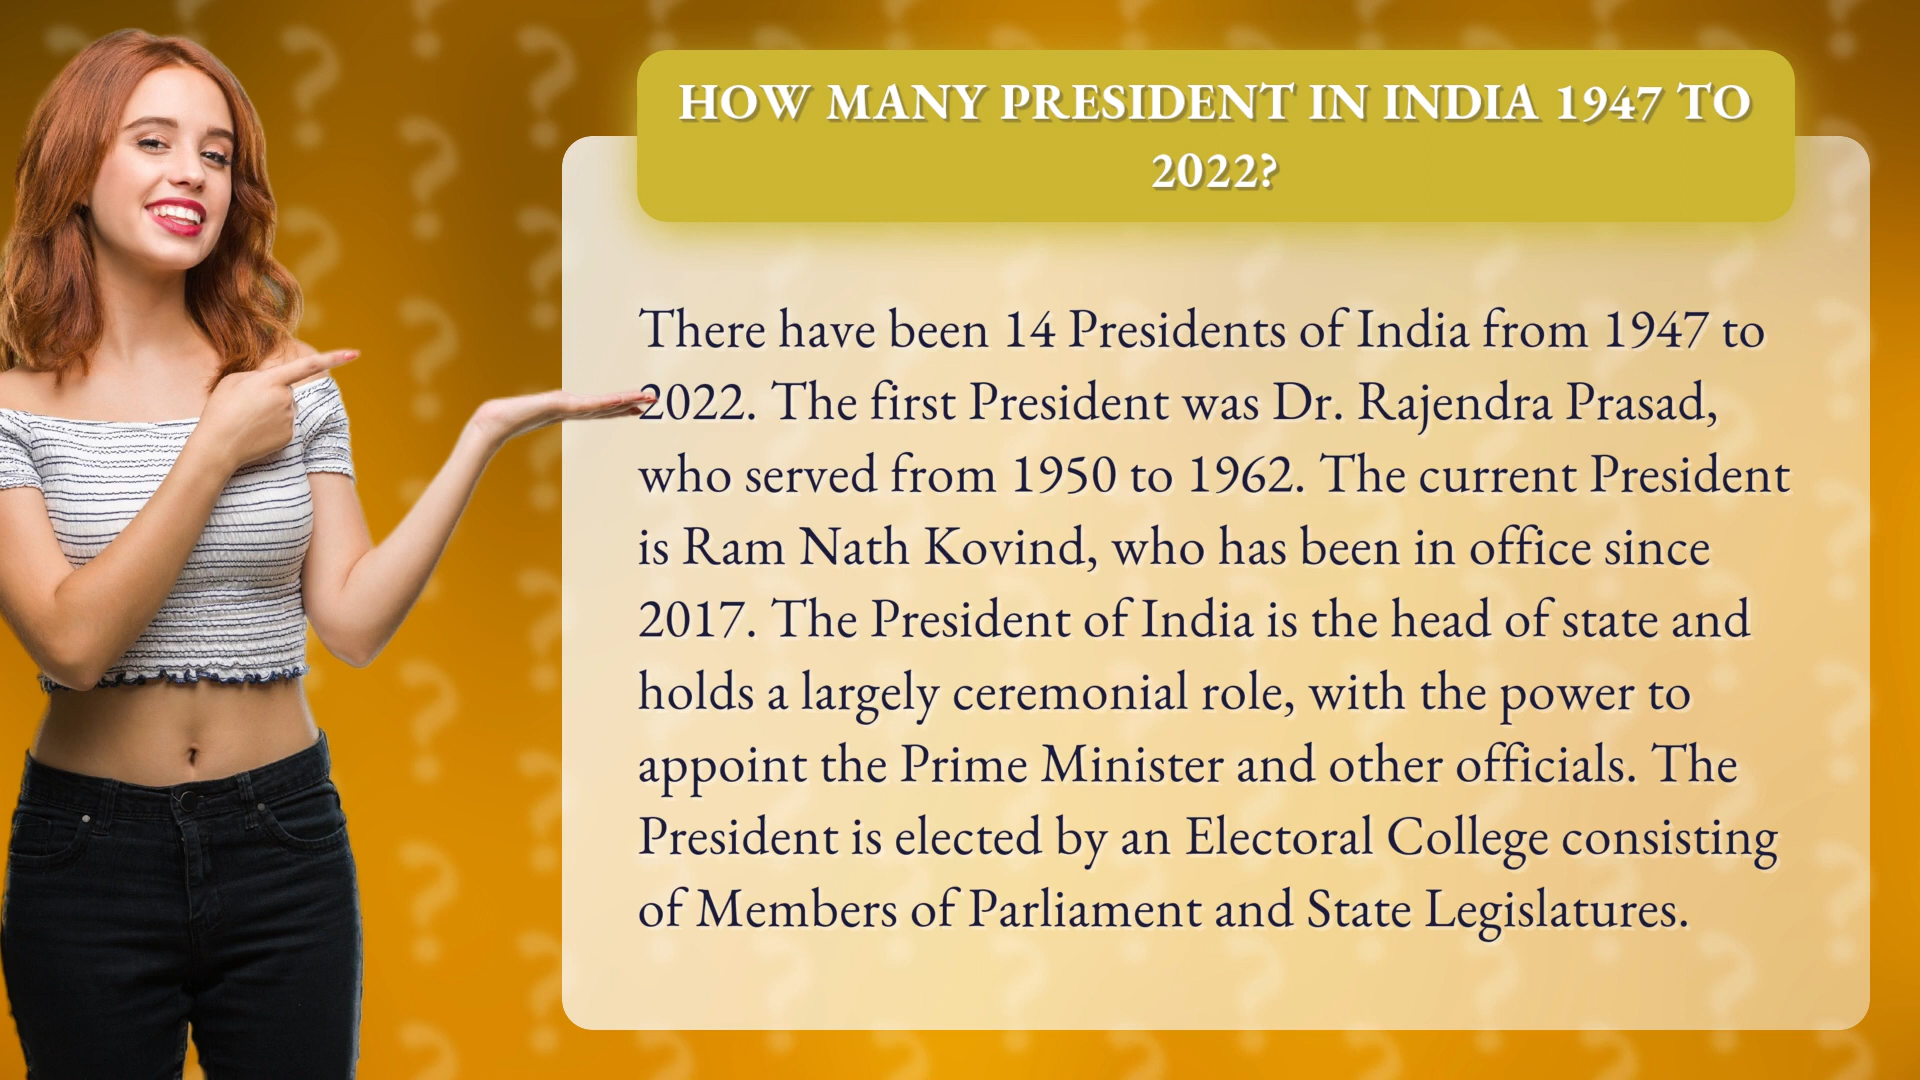 HOW MANY PRESIDENT IN INDIA 1947 TO
2022?
There have been 14 Presidents of India from 1947 to
2022. The first President was Dr. Rajendra Prasad,
who served from 1950 to 1962. The current President
is Ram Nath Kovind, who has been in office since
2017. The President of India is the head of state and
holds a largely ceremonial role, with the power to
appoint the Prime Minister and other officials. The
President is elected by an Electoral College consisting
of Members of Parliament and State Legislatures.